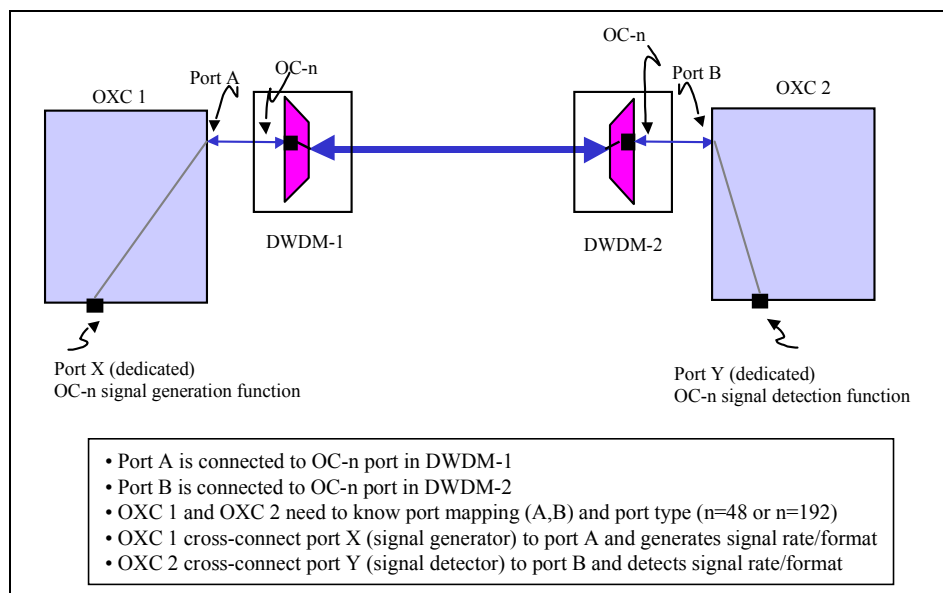 OC-n
OC-n
Port A
Port B
OXC 1
OXC 2
DWDM-1
DWDM-2
Port X (dedicated)
OC-n signal generation function
Port Y (dedicated)
OC-n signal detection function
• Port A is connected to OC-n port in DWDM-1
• Port B is connected to OC-n port in DWDM-2
• OXC 1 and OXC 2 need to know port mapping (A,B) and port type (n=48 or n=192)
• OXC 1 cross-connect port X (signal generator) to port A and generates signal rate/format
• OXC 2 cross-connect port Y (signal detector) to port B and detects signal rate/format